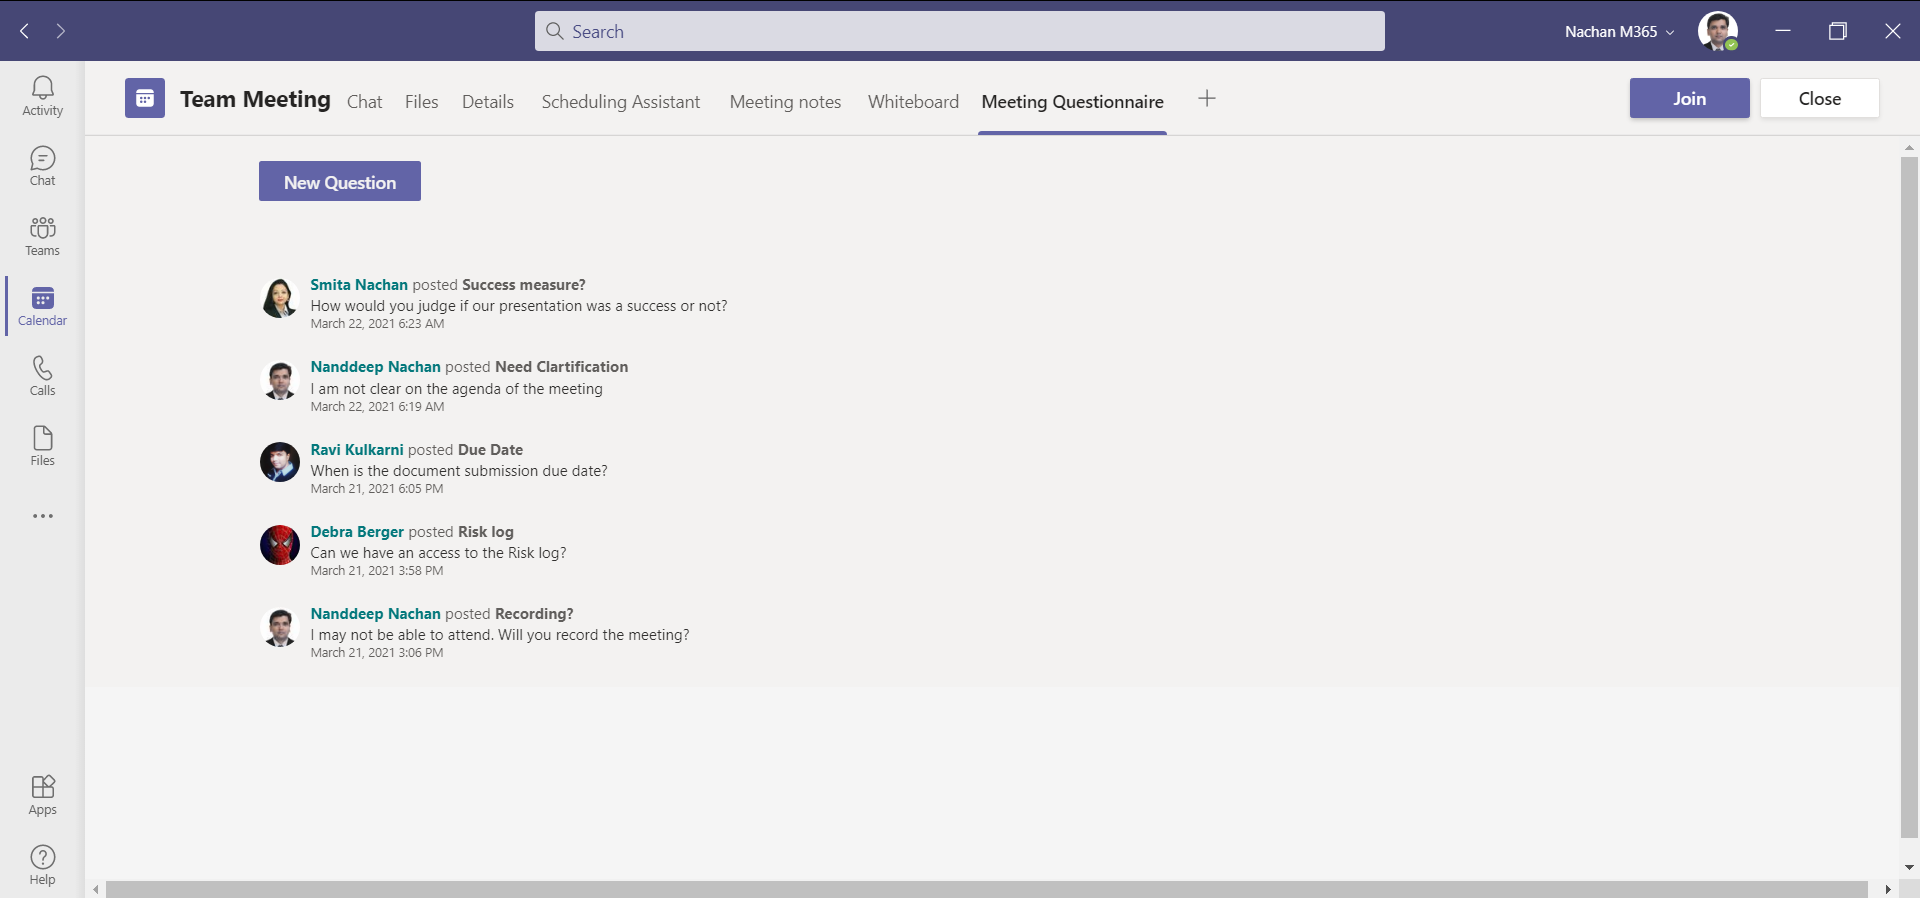 Search
Nachan M365
Activity
Chat
Teams
Calendar
Calls
Files
Apps
Help
Team Meeting Chat Files Details Scheduling Assistant Meeting notes Whiteboard Meeting Questionnaire
Join Close
New Question
Smita Nachan posted Success measure?
How would you judge if our presentation was a success or not?
March 22, 2021 6:23 AM
Nanddeep Nachan posted Need Clartification
I am not clear on the agenda of the meeting
March 22, 2021 6:19 AM
Ravi Kulkarni posted Due Date
When is the document submission due date?
March 21, 2021 6:05 PM
Debra Berger posted Risk log
Can we have an access to the Risk log?
March 21, 2021 3:58 PM
Nanddeep Nachan posted Recording?
I may not be able to attend. Will you record the meeting?
March 21, 2021 3:06 PM